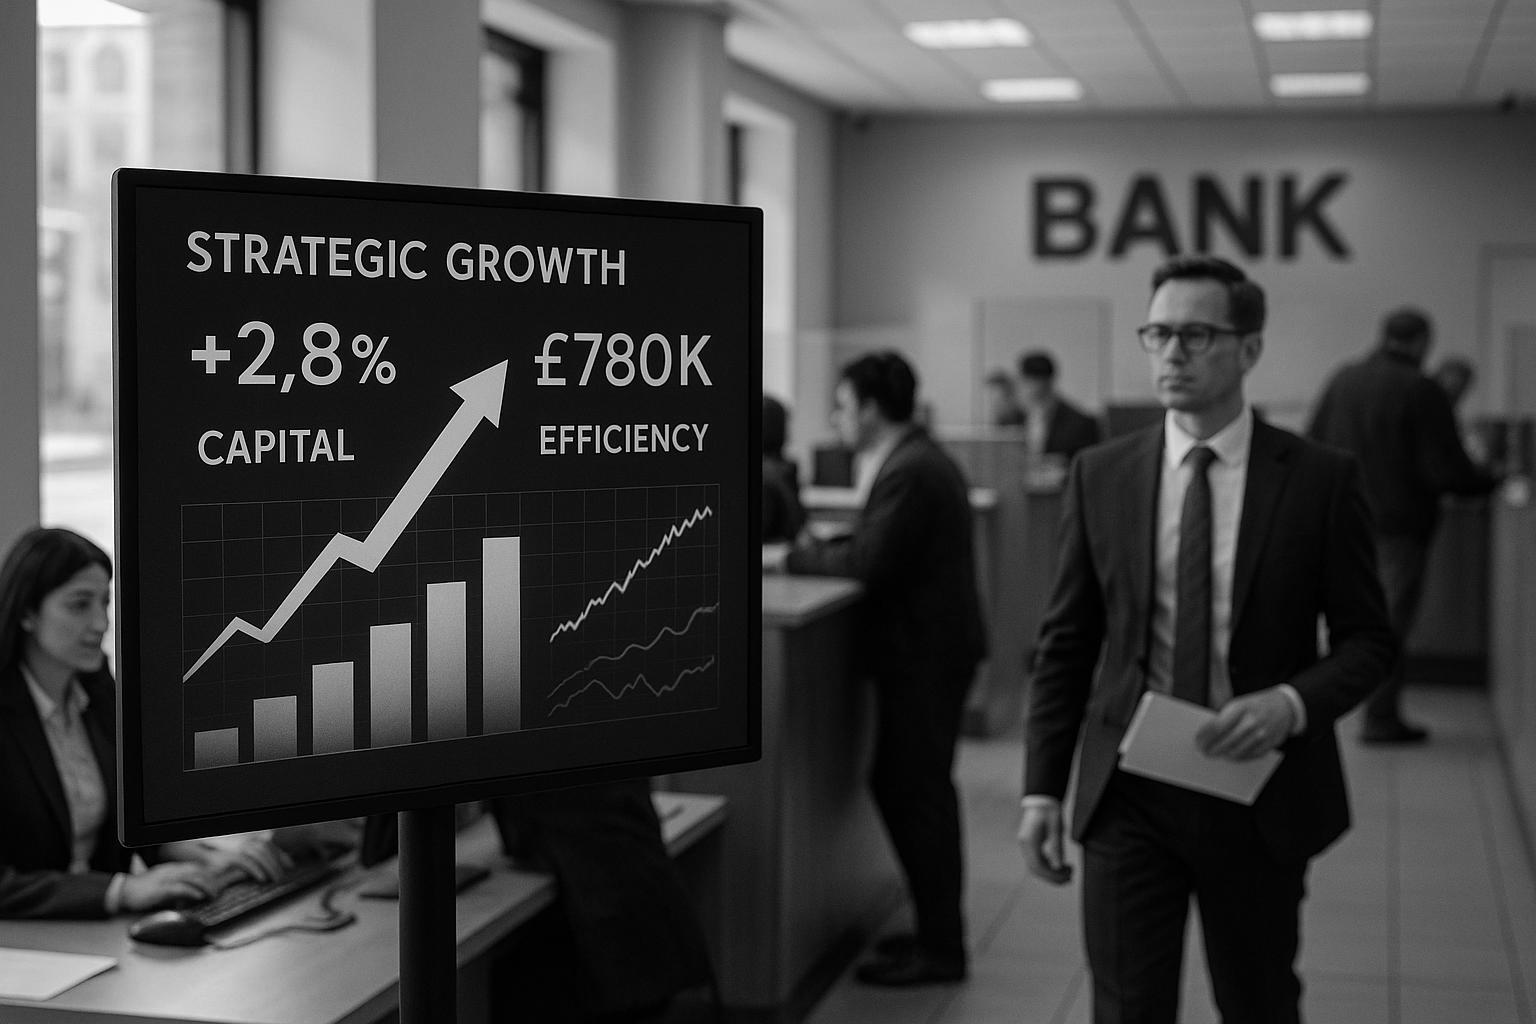 STRATEGIC GROWTH
+2,8%
£780K
CAPITAL
EFFICIENCY
BANK